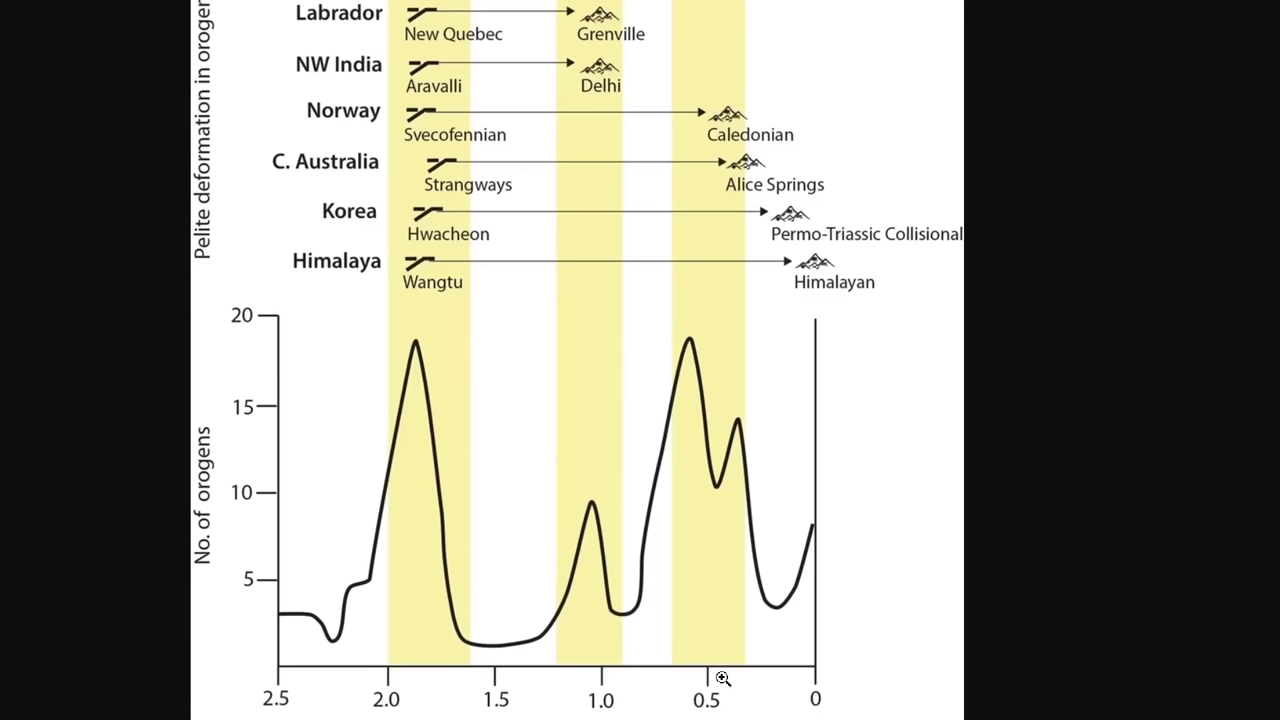 Pelite deformation in oroger
Labrador
New Quebec
Grenville
NW India
Aravalli
Delhi
Norway
Svecofennian
Caledonian
C. Australia
Strangways
Alice Springs
Korea
Hwacheon
Permo-Triassic Collisional
Himalaya
Wangtu
Himalayan
No. of orogens
20
15
10
5
2.5
2.0
1.5
1.0
0.5
0